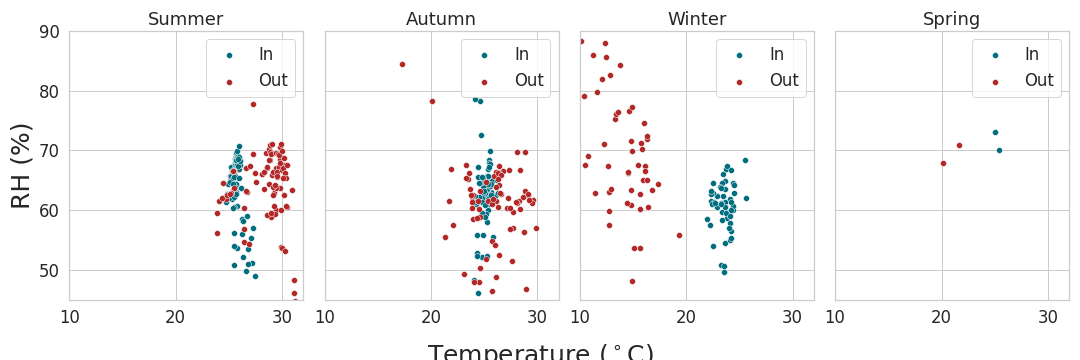 Summer Autumn Winter Spring
RH (%)
90
80
70
60
50
In
Out
In
Out
In
Out
In
Out
10 20 30 10 20 30 10 20 30 10 20 30
Temperature (°C)